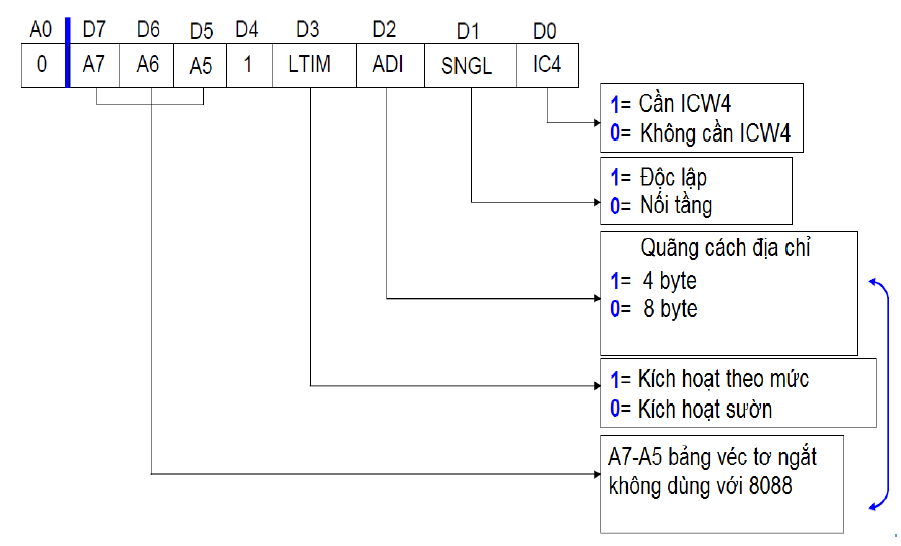 A0 D7 D6 D5 D4 D3 D2 D1 D0
0 A7 A6 A5 1 LTIM ADI SNGL IC4
1= Cần ICW4
0= Không cần ICW4
1= Độc lập
0= Nối tầng
Quãng cách địa chỉ
1= 4 byte
0= 8 byte
1= Kích hoạt theo mức
0= Kích hoạt sườn
A7-A5 bảng véc tơ ngắt
không dùng với 8088